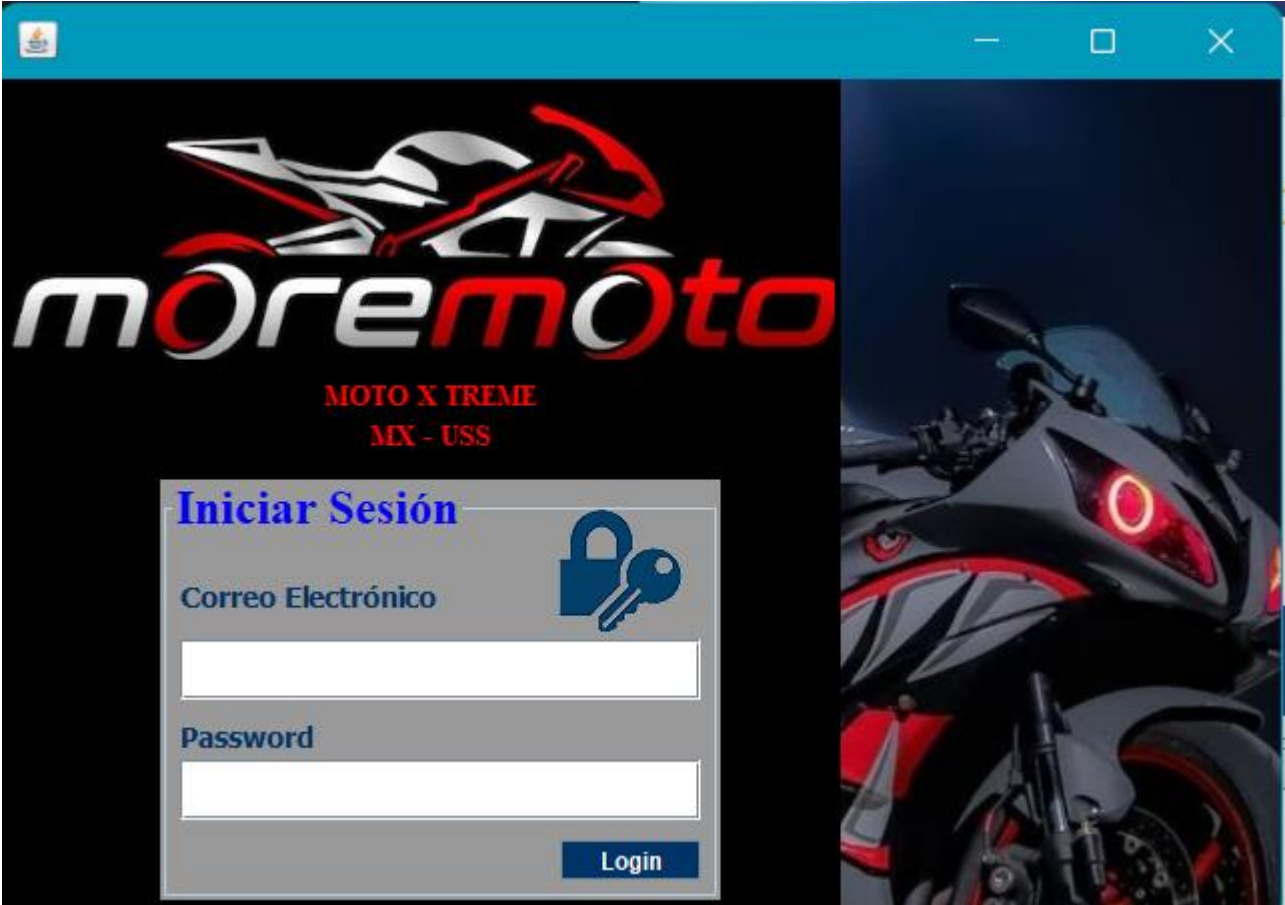 moremoto
MOTO X TREME
MX - USS
Iniciar Sesión
Correo Electrónico
Password
Login